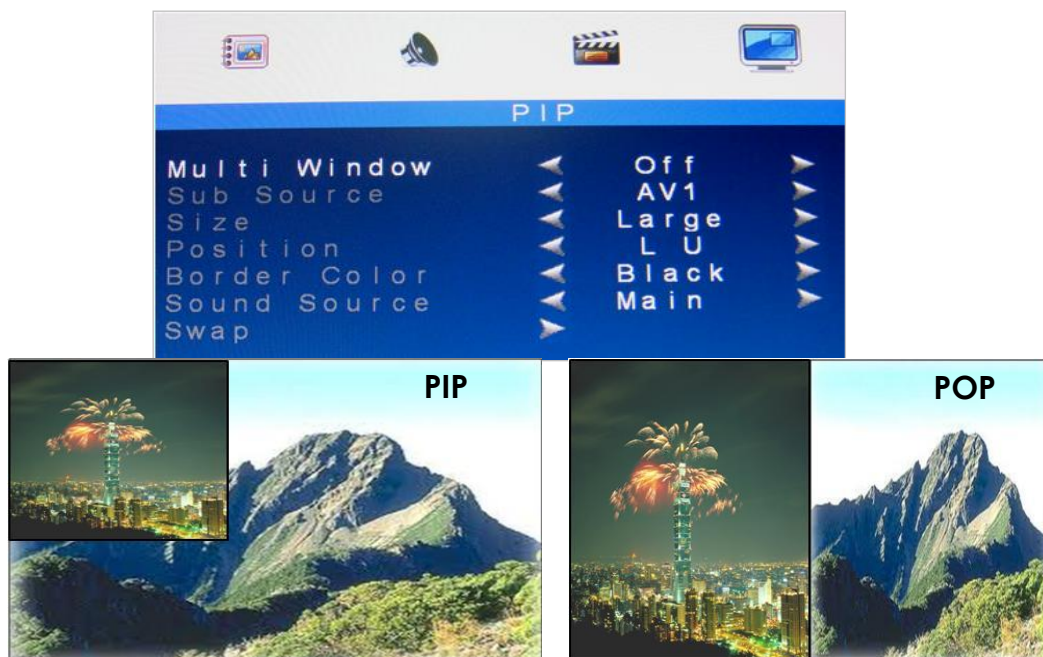 PIP
Multi Window Off
Sub Source AV1
Size Large
Position L U
Border Color Black
Sound Source Main
Swap
PIP
POP